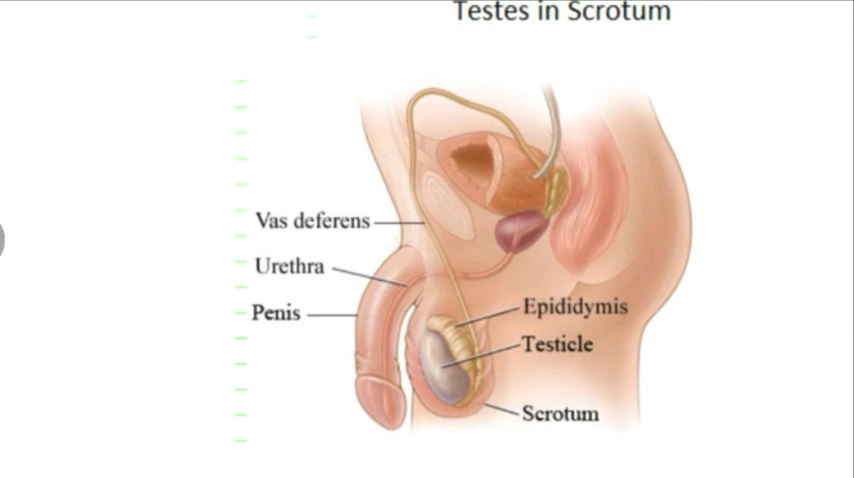 Testes in Scrotum
Vas deferens
Urethra
Penis
Epididymis
Testicle
Scrotum